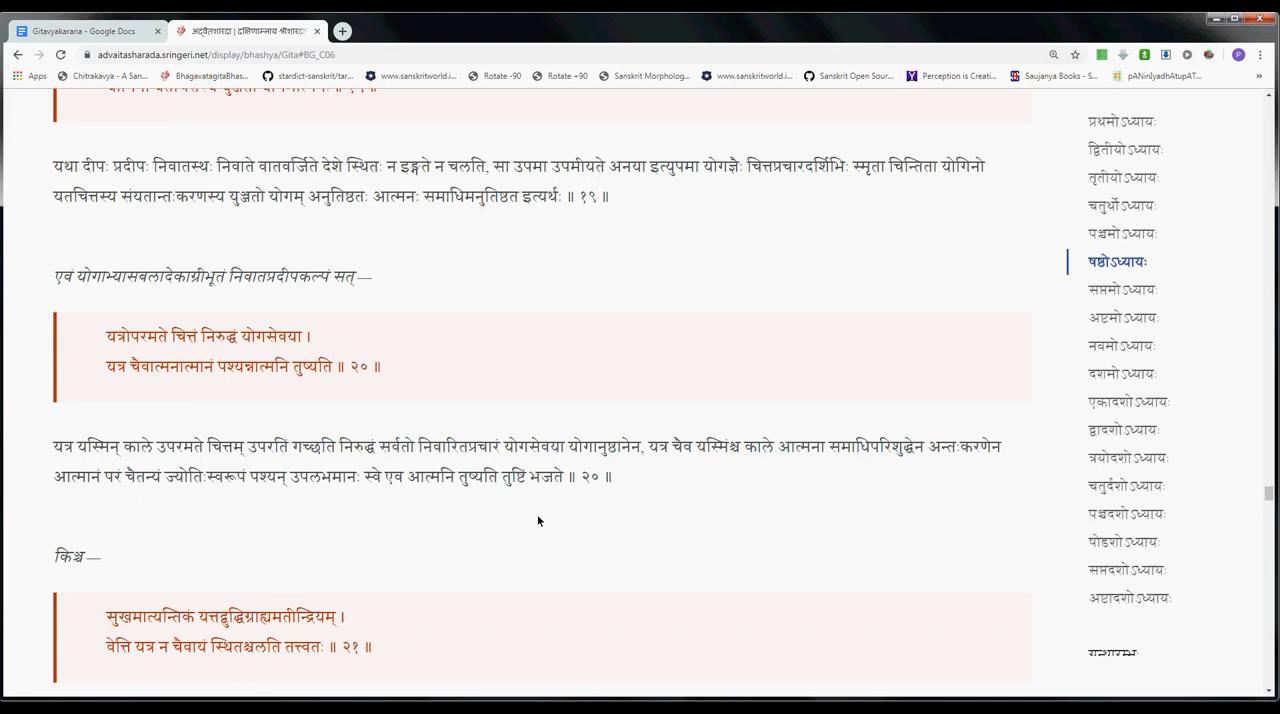 Gitavyakarana - Google Docs
अद्वैतशारदा | दक्षिणाम्नाय श्रीशारदा
advaitasharada.sringeri.net/display/bhashya/Gita#BG_C06
P
Apps
Chitrakavya - A San...
BhagavatagitaBhas...
stardict-sanskrit/tar...
www.sanskritworld.i...
Rotate -90
Rotate +90
Sanskrit Morpholog...
www.sanskritworld.i...
Sanskrit Open Sour...
Perception is Creati...
Saujanya Books - S...
pANinIyadhAtupAT...
यथा दीपः प्रदीपः निवातस्थः निवाते वातवर्जिते देशे स्थितः न इङ्गते न चलति, सा उपमा उपमीयते अनया इत्युपमा योगज्ञैः चित्तप्रचारदर्शिभिः स्मृता चिन्तिता योगिनो
यतचित्तस्य संयतान्तःकरणस्य युञ्जतो योगम् अनुतिष्ठतः आत्मनः समाधिमनुतिष्ठत इत्यर्थः ॥ १९ ॥
एवं योगाभ्यासबलादेकाग्रीभूतं निवातप्रदीपकल्पं सत् —
यत्रोपरमते चित्तं निरुद्धं योगसेवया ।
यत्र चैवात्मनात्मानं पश्यन्नात्मनि तुष्यति ॥ २० ॥
यत्र यस्मिन् काले उपरमते चित्तम् उपरतिं गच्छति निरुद्धं सर्वतो निवारितप्रचारं योगसेवया योगानुष्ठानेन, यत्र चैव यस्मिंश्च काले आत्मना समाधिपरिशुद्धेन अन्तःकरणेन
आत्मानं परं चैतन्यं ज्योतिःस्वरूपं पश्यन् उपलभमानः स्वे एव आत्मनि तुष्यति तुष्टिं भजते ॥ २० ॥
किञ्च —
सुखमात्यन्तिकं यत्तद्बुद्धिग्राह्यमतीन्द्रियम् ।
वेत्ति यत्र न चैवायं स्थितश्चलति तत्त्वतः ॥ २१ ॥
प्रथमोऽध्यायः
द्वितीयोऽध्यायः
तृतीयोऽध्यायः
चतुर्थोऽध्यायः
पञ्चमोऽध्यायः
षष्ठोऽध्यायः
सप्तमोऽध्यायः
अष्टमोऽध्यायः
नवमोऽध्यायः
दशमोऽध्यायः
एकादशोऽध्यायः
द्वादशोऽध्यायः
त्रयोदशोऽध्यायः
चतुर्दशोऽध्यायः
पञ्चदशोऽध्यायः
षोडशोऽध्यायः
सप्तदशोऽध्यायः
अष्टादशोऽध्यायः